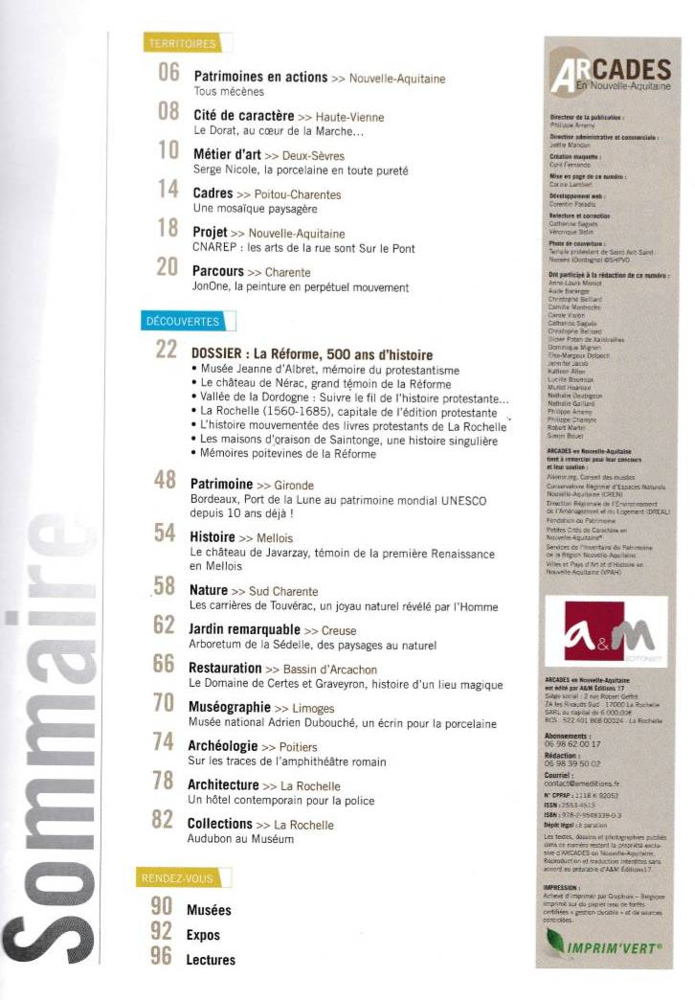 Sommaire
TERRITOIRES
06 Patrimoines en actions >> Nouvelle-Aquitaine
Tous mécènes
08 Cité de caractère >> Haute-Vienne
Le Dorat, au cœur de la Marche...
10 Métier d'art >> Deux-Sèvres
Serge Nicole, la porcelaine en toute pureté
14 Cadres >> Poitou-Charentes
Une mosaïque paysagère
18 Projet >> Nouvelle-Aquitaine
CNAREP : les arts de la rue sont Sur le Pont
20 Parcours >> Charente
JonOne, la peinture en perpétuel mouvement
DÉCOUVERTES
22 DOSSIER : La Réforme, 500 ans d'histoire
• Musée Jeanne d'Albret, mémoire du protestantisme
• Le château de Nérac, grand témoin de la Réforme
• Vallée de la Dordogne : Suivre le fil de l'histoire protestante...
• La Rochelle (1560-1685), capitale de l'édition protestante
• L'histoire mouvementée des livres protestants de La Rochelle
• Les maisons d'oraison de Saintonge, une histoire singulière
• Mémoires poitevines de la Réforme
48 Patrimoine >> Gironde
Bordeaux, Port de la Lune au patrimoine mondial UNESCO
depuis 10 ans déjà !
54 Histoire >> Mellois
Le château de Javarzay, témoin de la première Renaissance
en Mellois
58 Nature >> Sud Charente
Les carrières de Touvérac, un joyau naturel révélé par l'Homme
62 Jardin remarquable >> Creuse
Arboretum de la Sédelle, des paysages au naturel
66 Restauration >> Bassin d'Arcachon
Le Domaine de Certes et Graveyron, histoire d'un lieu magique
70 Muséographie >> Limoges
Musée national Adrien Dubouché, un écrin pour la porcelaine
74 Archéologie >> Poitiers
Sur les traces de l'amphithéâtre romain
78 Architecture >> La Rochelle
Un hôtel contemporain pour la police
82 Collections >> La Rochelle
Audubon au Muséum
RENDEZ-VOUS
90 Musées
92 Expos
96 Lectures
ARCADES
En Nouvelle-Aquitaine
Directeur de la publication :
Philippe Ameny
Direction administrative et commerciale :
Joëlle
Création maquette :
Cyril Fernando
Mise en page de ce numéro :
Carine Lambert
Développement web :
Corentin Paradis
Relecture et correction
Catherine Sagués
Véronique
Photo de couverture :
Temple protestant de Saint Avit Saint-
Nazaire (Dordogne) ©SHPVD
Ont participé à la rédaction de ce numéro :
Anne-Laure
Aude
Christophe
Camille
Carole
Catherine Sagués
Christophe
Didier Poton de Xaintrailles
Dominique Mignon
Elsa-Margaux
Jennifer Jacob
Kathleen Allen
Lucille Bourroux
Muriel Hoareau
Nathalie
Nathalie Gaillard
Philippe Ameny
Philippe Chareyre
Robert Martel
Simon Bouet
ARCADES en Nouvelle-Aquitaine
tient à remercier pour leur concours
et leur soutien :
Alienor.org, Conseil des musées
Conservatoire Régional d'Espaces Naturels
Nouvelle-Aquitaine (CREN)
Direction Régionale de l'Environnement
de l'Aménagement et du Logement (DREAL)
Fondation du Patrimoine
Petites Cités de Caractère en
Nouvelle-Aquitaine®
Services de l'Inventaire du Patrimoine
de la Région Nouvelle-Aquitaine
Villes et Pays d'Art et d'Histoire en
Nouvelle-Aquitaine (VPAH)
a&m
EDITIONS17
ARCADES en Nouvelle-Aquitaine
est édité par A&M Éditions 17
Siège social : 2 rue Robert Geffré
ZA les Rivauds Sud - 17000 La Rochelle
SARL au capital de 6 000,00€
RCS : 522 401 868 00024 - La Rochelle
Abonnements :
06 98 62 00 17
Rédaction :
06 98 39 50 02
Courriel :
contact@ameditions.fr
N° CPPAP : 1118 K 92052
ISSN : 2553-4513
ISBN : 978-2-9548339-0-3
Dépôt légal : à parution
Les textes, dessins et photographies publiés
dans ce numéro restent la propriété exclu-
sive d'ARCADES en Nouvelle-Aquitaine.
Reproduction et traduction interdites sans
accord au préalable d'A&M Éditions17.
IMPRESSION :
Achevé d'imprimer par Graphius – Belgique
Imprimé sur du papier issu de forêts
certifiées « gestion durable » et de sources
contrôlées.
IMPRIM'VERT®